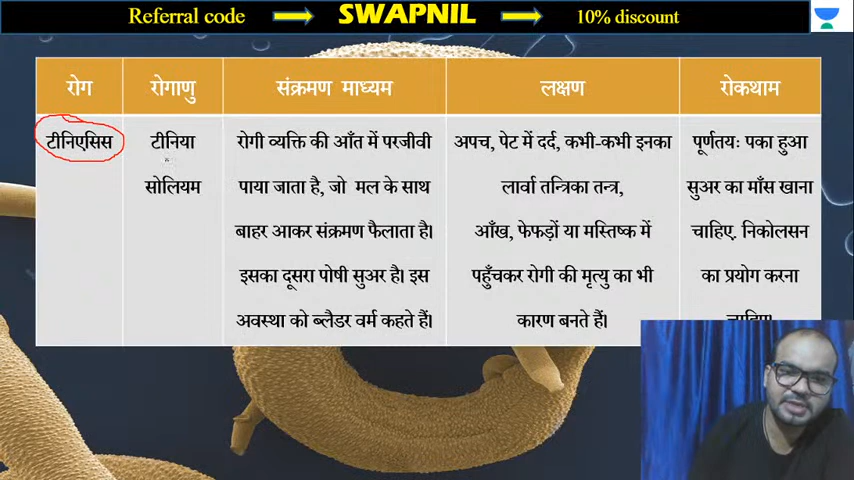 Referral code SWAPNIL 10% discount
रोग रोगाणु संक्रमण माध्यम लक्षण रोकथाम
टीनिएसिस
टीनिया
सोलियम
रोगी व्यक्ति की आँत में परजीवी
पाया जाता है, जो मल के साथ
बाहर आकर संक्रमण फैलाता है।
इसका दूसरा पोषी सुअर है। इस
अवस्था को ब्लैडर वर्म कहते हैं।
अपच, पेट में दर्द, कभी-कभी इनका
लार्वा तन्त्रिका तन्त्र,
आँख, फेफड़ों या मस्तिष्क में
पहुँचकर रोगी की मृत्यु का भी
कारण बनते हैं।
पूर्णतयः पका हुआ
सुअर का माँस खाना
चाहिए. निकोलसन
का प्रयोग करना
चाहिए।